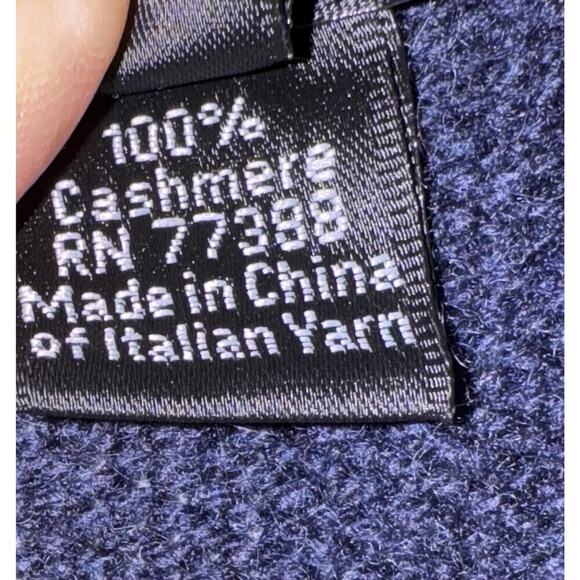 100%
Cashmere
RN 77388
Made in China
of Italian Yarn